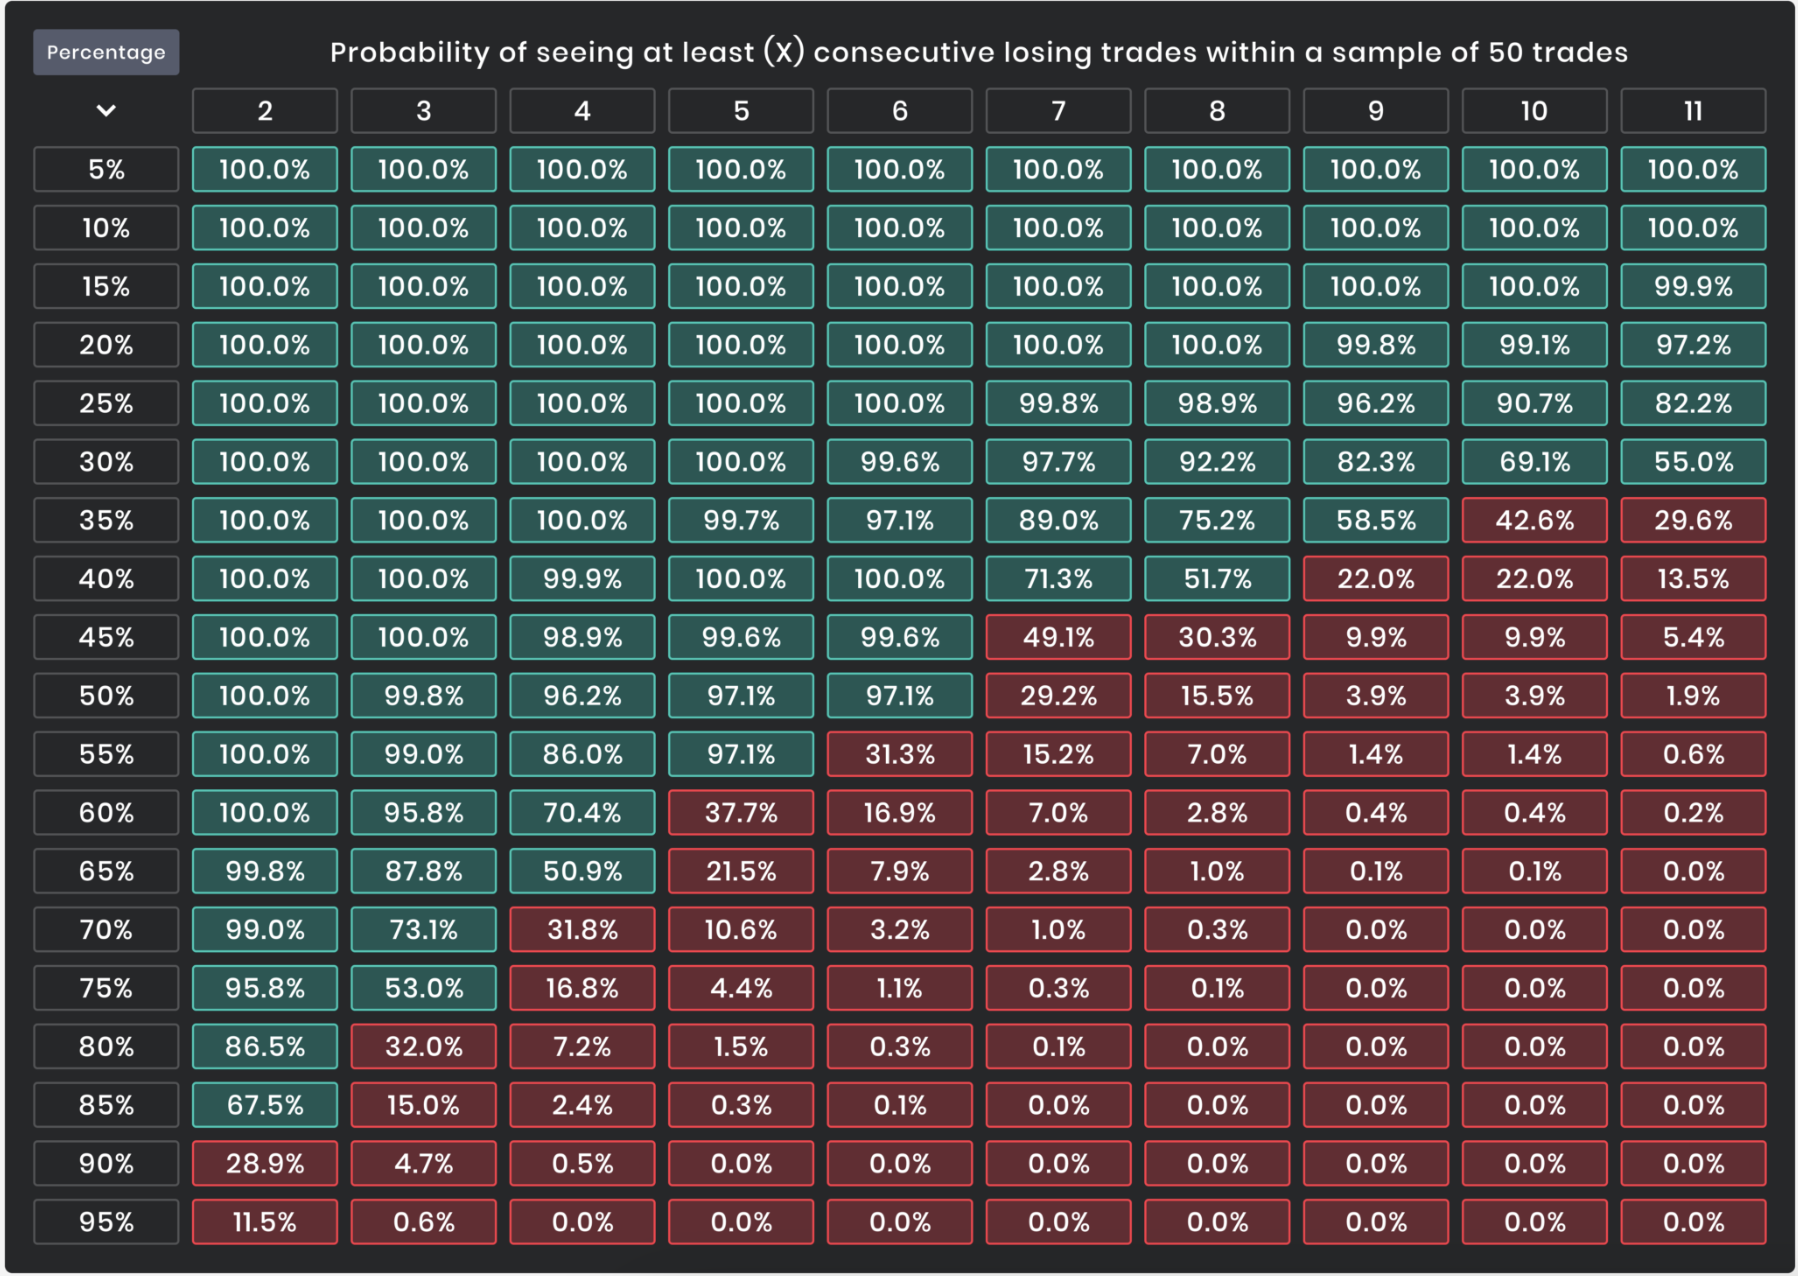 Percentage Probability of seeing at least (X) consecutive losing trades within a sample of 50 trades
2 3 4 5 6 7 8 9 10 11
5% 100.0% 100.0% 100.0% 100.0% 100.0% 100.0% 100.0% 100.0% 100.0% 100.0%
10% 100.0% 100.0% 100.0% 100.0% 100.0% 100.0% 100.0% 100.0% 100.0% 100.0%
15% 100.0% 100.0% 100.0% 100.0% 100.0% 100.0% 100.0% 100.0% 100.0% 99.9%
20% 100.0% 100.0% 100.0% 100.0% 100.0% 100.0% 100.0% 99.8% 99.1% 97.2%
25% 100.0% 100.0% 100.0% 100.0% 100.0% 99.8% 98.9% 96.2% 90.7% 82.2%
30% 100.0% 100.0% 100.0% 100.0% 99.6% 97.7% 92.2% 82.3% 69.1% 55.0%
35% 100.0% 100.0% 100.0% 99.7% 97.1% 89.0% 75.2% 58.5% 42.6% 29.6%
40% 100.0% 100.0% 99.9% 100.0% 100.0% 71.3% 51.7% 22.0% 22.0% 13.5%
45% 100.0% 100.0% 98.9% 99.6% 99.6% 49.1% 30.3% 9.9% 9.9% 5.4%
50% 100.0% 99.8% 96.2% 97.1% 97.1% 29.2% 15.5% 3.9% 3.9% 1.9%
55% 100.0% 99.0% 86.0% 97.1% 31.3% 15.2% 7.0% 1.4% 1.4% 0.6%
60% 100.0% 95.8% 70.4% 37.7% 16.9% 7.0% 2.8% 0.4% 0.4% 0.2%
65% 99.8% 87.8% 50.9% 21.5% 7.9% 2.8% 1.0% 0.1% 0.1% 0.0%
70% 99.0% 73.1% 31.8% 10.6% 3.2% 1.0% 0.3% 0.0% 0.0% 0.0%
75% 95.8% 53.0% 16.8% 4.4% 1.1% 0.3% 0.1% 0.0% 0.0% 0.0%
80% 86.5% 32.0% 7.2% 1.5% 0.3% 0.1% 0.0% 0.0% 0.0% 0.0%
85% 67.5% 15.0% 2.4% 0.3% 0.1% 0.0% 0.0% 0.0% 0.0% 0.0%
90% 28.9% 4.7% 0.5% 0.0% 0.0% 0.0% 0.0% 0.0% 0.0% 0.0%
95% 11.5% 0.6% 0.0% 0.0% 0.0% 0.0% 0.0% 0.0% 0.0% 0.0%